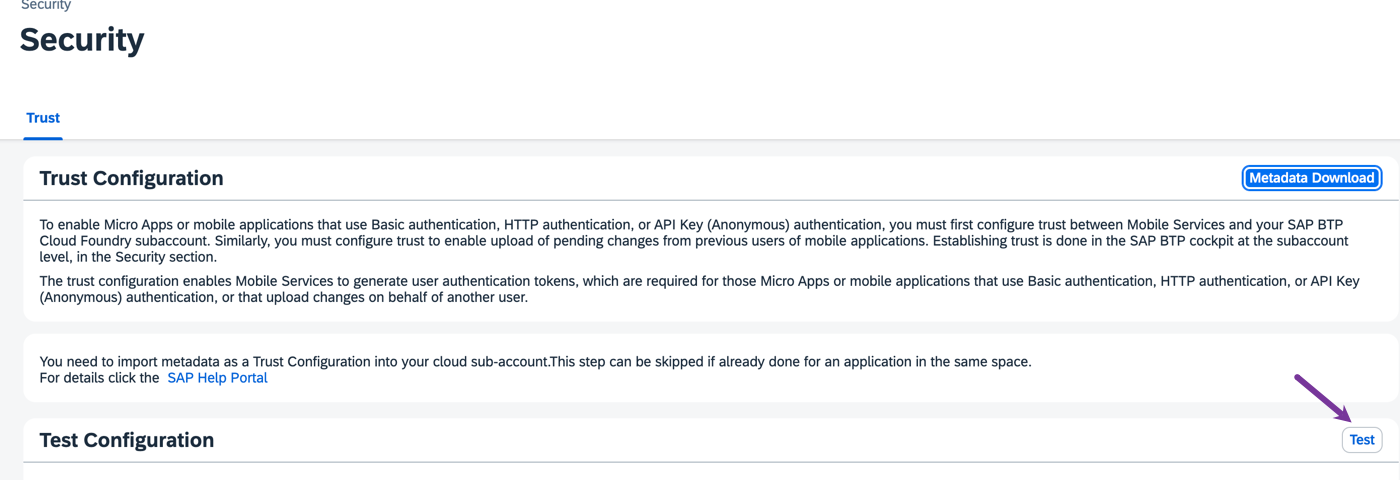 Security
Security
Trust
Trust Configuration
Metadata Download
To enable Micro Apps or mobile applications that use Basic authentication, HTTP authentication, or API Key (Anonymous) authentication, you must first configure trust between Mobile Services and your SAP BTP
Cloud Foundry subaccount. Similarly, you must configure trust to enable upload of pending changes from previous users of mobile applications. Establishing trust is done in the SAP BTP cockpit at the subaccount
level, in the Security section.
The trust configuration enables Mobile Services to generate user authentication tokens, which are required for those Micro Apps or mobile applications that use Basic authentication, HTTP authentication, or API Key
(Anonymous) authentication, or that upload changes on behalf of another user.
You need to import metadata as a Trust Configuration into your cloud sub-account.This step can be skipped if already done for an application in the same space.
For details click the SAP Help Portal
Test Configuration
Test